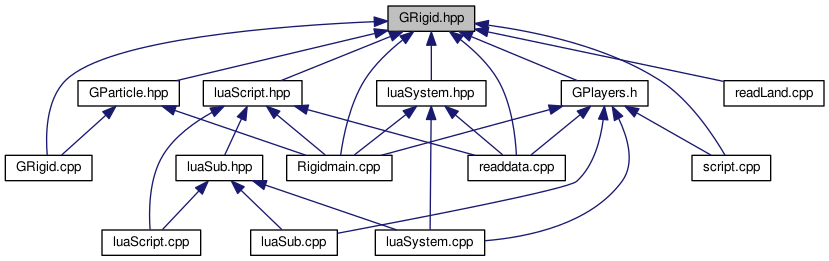 GRigid.hpp
GParticle.hpp
luaScript.hpp
luaSystem.hpp
GPlayers.h
readLand.cpp
GRigid.cpp
luaSub.hpp
Rigidmain.cpp
readdata.cpp
script.cpp
luaScript.cpp
luaSub.cpp
luaSystem.cpp